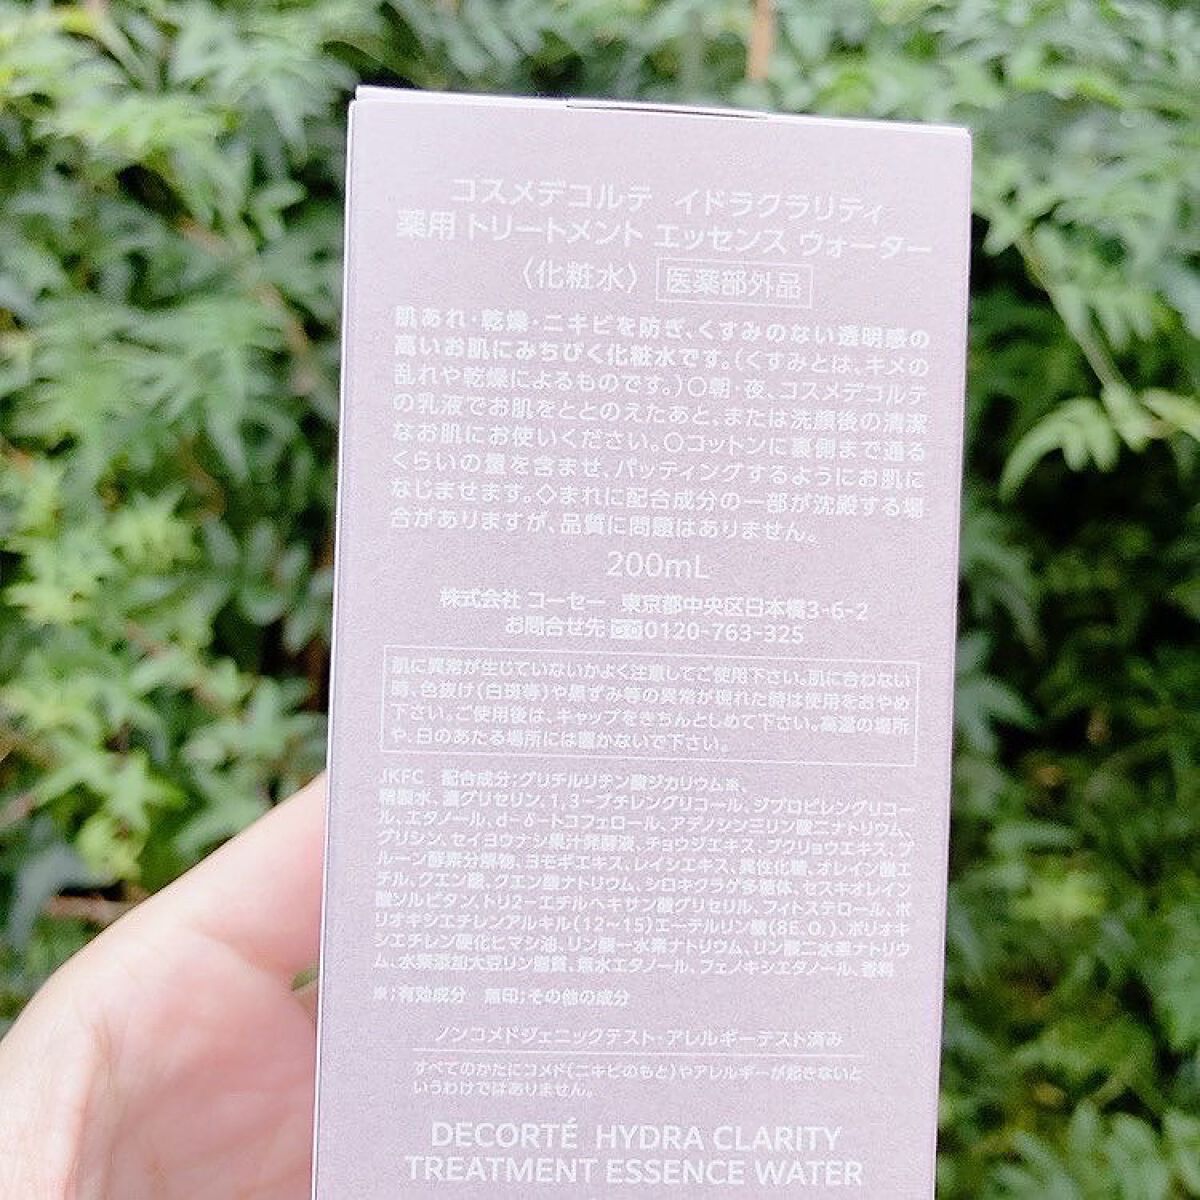 コスメデコルテ イドラクラリティ
薬用 トリートメント エッセンス ウォーター
〈化粧水〉 医薬部外品
肌あれ・乾燥・ニキビを防ぎ、くすみのない透明感の
高いお肌にみちびく化粧水です。(くすみとは、キメの
乱れや乾燥によるものです。)○朝・夜、コスメデコルテ
の乳液でお肌をととのえたあと、または洗顔後の清潔
なお肌にお使いください。○コットンに裏側まで通る
くらいの量を含ませ、パッティングするようにお肌に
なじませます。◇まれに配合成分の一部が沈殿する場
合がありますが、品質に問題はありません。
200mL
株式会社 コーセー 東京都中央区日本橋3-6-2
お問合せ先 0120-763-325
肌に異常が生じていないかよく注意してご使用下さい。肌に合わない
時、色抜け(白斑等)や黒ずみ等の異常が現れた時は使用をおやめ
下さい。ご使用後は、キャップをきちんとしめて下さい。高温の場所
や、日のあたる場所には置かないで下さい。
JKFC 配合成分;グリチルリチン酸ジカリウム※、
精製水、濃グリセリン、1,3-ブチレングリコール、ジプロピレングリコー
ル、エタノール、d-δ-トコフェロール、アデノシン三リン酸二ナトリウム、
グリシン、セイヨウナシ果汁発酵液、チョウジエキス、ブクリョウエキス、プ
ルーン酵素分解物、ヨモギエキス、レイシエキス、異性化糖、オレイン酸エ
チル、クエン酸、クエン酸ナトリウム、シロキクラゲ多糖体、セスキオレイン
酸ソルビタン、トリ2-エチルヘキサン酸グリセリル、フィトステロール、ポ
リオキシエチレンアルキル(12~15)エーテルリン酸(8E.O.)、ポリオキ
シエチレン硬化ヒマシ油、リン酸一水素ナトリウム、リン酸二水素ナトリウ
ム、水素添加大豆リン脂質、無水エタノール、フェノキシエタノール、香料
※;有効成分 無印;その他の成分
ノンコメドジェニックテスト・アレルギーテスト済み
すべてのかたにコメド(ニキビのもと)やアレルギーが起きないと
いうわけではありません。
DECORTÉ HYDRA CLARITY
TREATMENT ESSENCE WATER